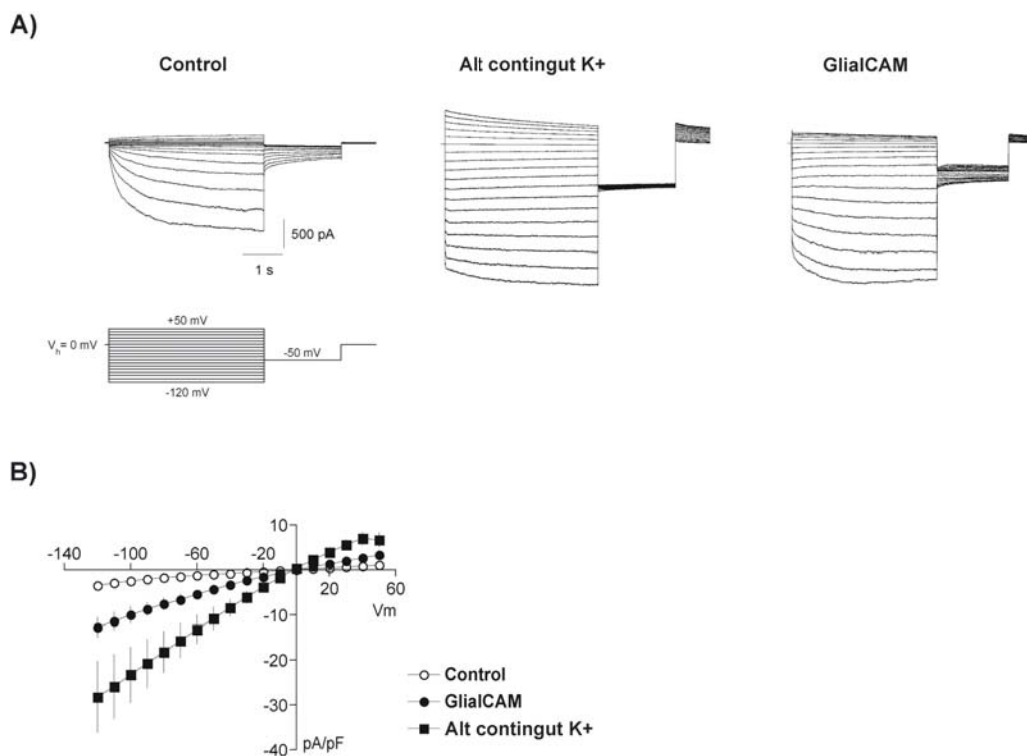 A)
Control
Alt contingut K+
GlialCAM
500 pA
1 s
+50 mV
Vh= 0 mV
-50 mV
-120 mV
B)
10
-140 -100 -60 -20
20 60
Vm
-10
-20
-30
-40
pA/pF
Control
GlialCAM
Alt contingut K+